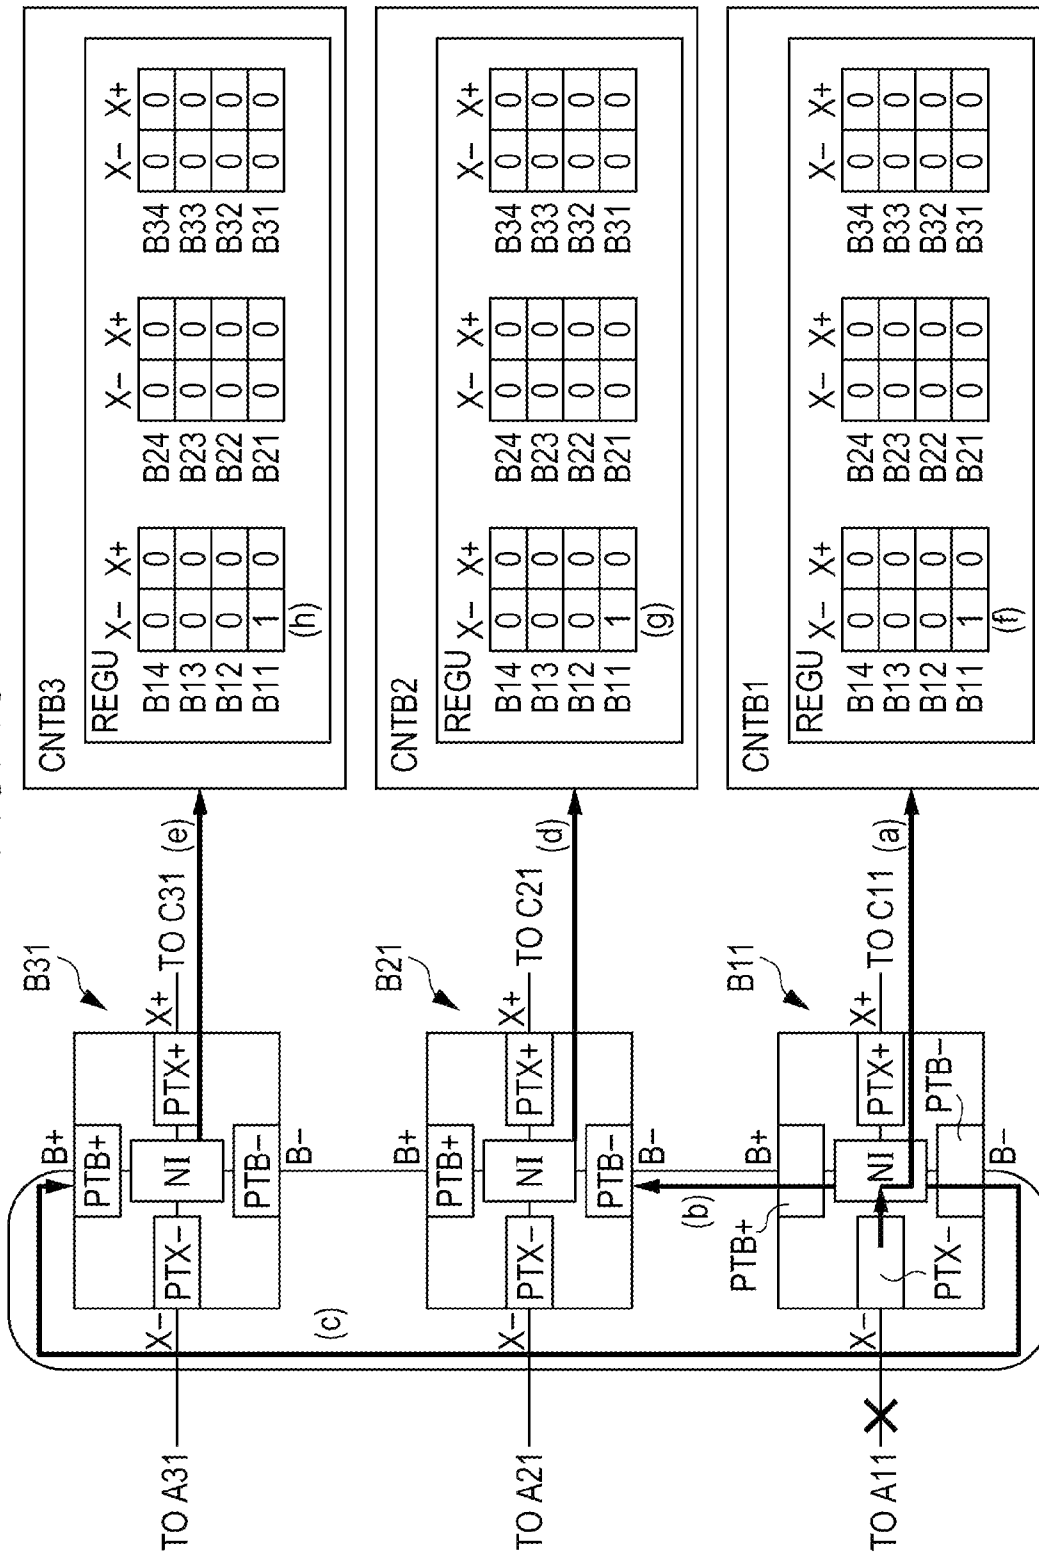 CNTB3
REGU
X− X+ X− X+ X− X+
B14 0 0 B24 0 0 B34 0 0
B13 0 0 B23 0 0 B33 0 0
B12 0 0 B22 0 0 B32 0 0
B11 1 0 B21 0 0 B31 0 0
(h)
B31
TO A31 X− PTX− NI PTX+ X+ TO C31
B+
PTB+
PTB−
B−
(e)
(c)
CNTB2
REGU
X− X+ X− X+ X− X+
B14 0 0 B24 0 0 B34 0 0
B13 0 0 B23 0 0 B33 0 0
B12 0 0 B22 0 0 B32 0 0
B11 1 0 B21 0 0 B31 0 0
(g)
B21
TO A21 X− PTX− NI PTX+ X+ TO C21
B+
PTB+
PTB−
B−
(d)
(b)
CNTB1
REGU
X− X+ X− X+ X− X+
B14 0 0 B24 0 0 B34 0 0
B13 0 0 B23 0 0 B33 0 0
B12 0 0 B22 0 0 B32 0 0
B11 1 0 B21 0 0 B31 0 0
(f)
B11
PTB+
B+
TO A11 X− NI PTX+ X+ TO C11
(a)
PTX−
B−
PTB−